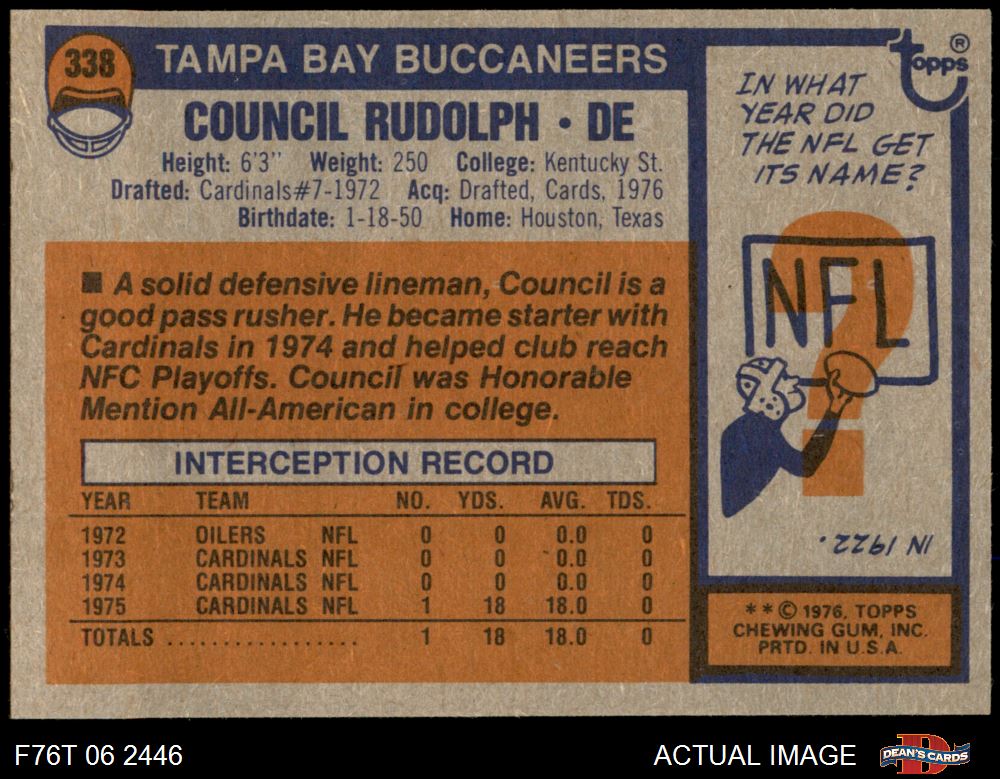 338
TAMPA BAY BUCCANEERS
COUNCIL RUDOLPH • DE
Height: 6'3" Weight: 250 College: Kentucky St.
Drafted: Cardinals#7-1972 Acq: Drafted, Cards, 1976
Birthdate: 1-18-50 Home: Houston, Texas
■ A solid defensive lineman, Council is a
good pass rusher. He became starter with
Cardinals in 1974 and helped club reach
NFC Playoffs. Council was Honorable
Mention All-American in college.
INTERCEPTION RECORD
YEAR TEAM NO. YDS. AVG. TDS.
1972 OILERS NFL 0 0 0.0 0
1973 CARDINALS NFL 0 0 0.0 0
1974 CARDINALS NFL 0 0 0.0 0
1975 CARDINALS NFL 1 18 18.0 0
TOTALS .................. 1 18 18.0 0
Topps ®
IN WHAT
YEAR DID
THE NFL GET
ITS NAME?
?
NFL
IN 1922.
**© 1976, TOPPS
CHEWING GUM, INC.
PRTD. IN U.S.A.
F76T 06 2446
ACTUAL IMAGE
DEAN'S CARDS